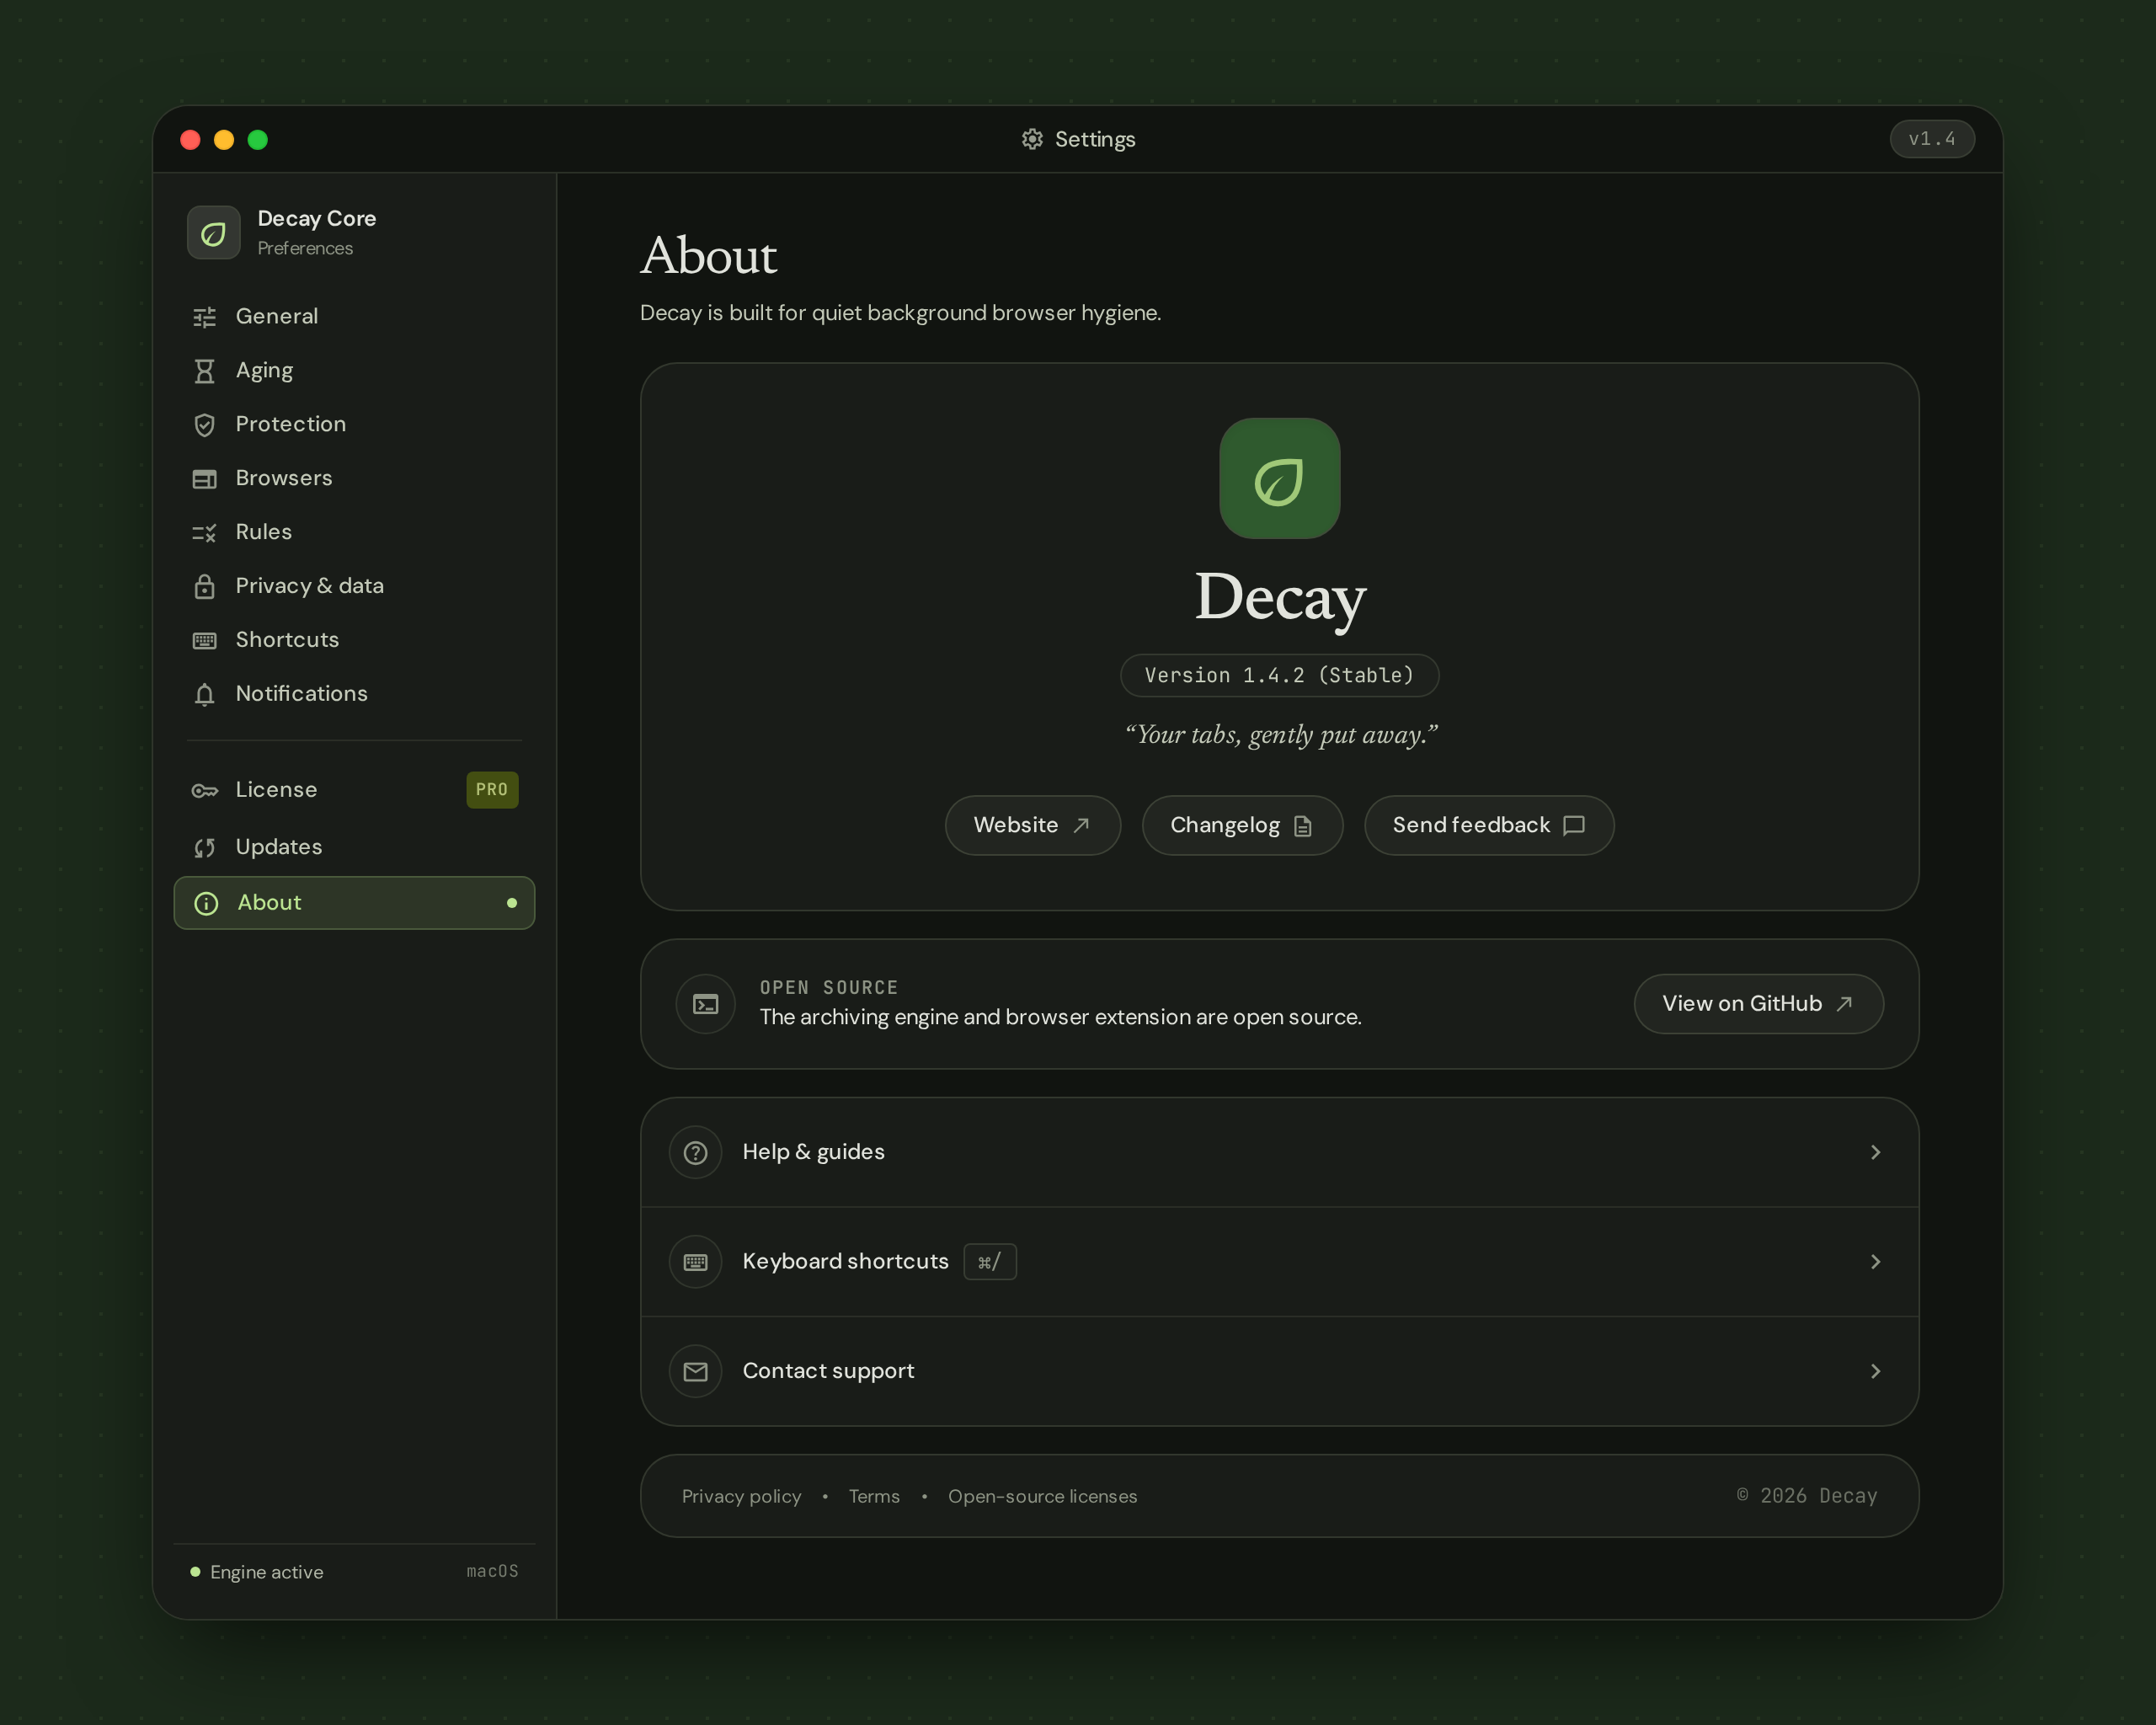 Settings
v1.4
Decay Core
Preferences
General
Aging
Protection
Browsers
Rules
Privacy & data
Shortcuts
Notifications
License PRO
Updates
About
Engine active macOS
About
Decay is built for quiet background browser hygiene.
Decay
Version 1.4.2 (Stable)
“Your tabs, gently put away.”
Website Changelog Send feedback
OPEN SOURCE
The archiving engine and browser extension are open source.
View on GitHub
Help & guides
Keyboard shortcuts ⌘/
Contact support
Privacy policy • Terms • Open-source licenses
© 2026 Decay